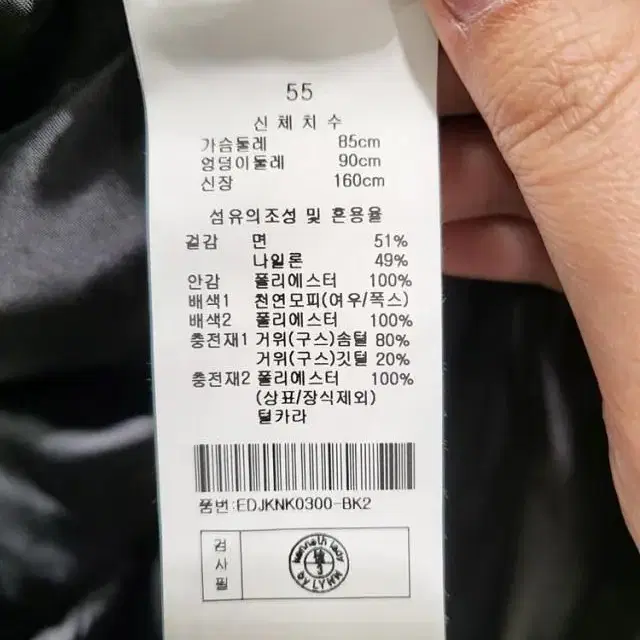 55
신체치수
가슴둘레 85cm
엉덩이둘레 90cm
신장 160cm
섬유의조성 및 혼용율
겉감 면 51%
나일론 49%
안감 폴리에스터 100%
배색1 천연모피(여우/폭스)
배색2 폴리에스터 100%
충전재1 거위(구스)솜털 80%
거위(구스)깃털 20%
충전재2 폴리에스터 100%
(상표/장식제외)
털카라
품번:EDJKNK0300-BK2
검사필
kenneth lady